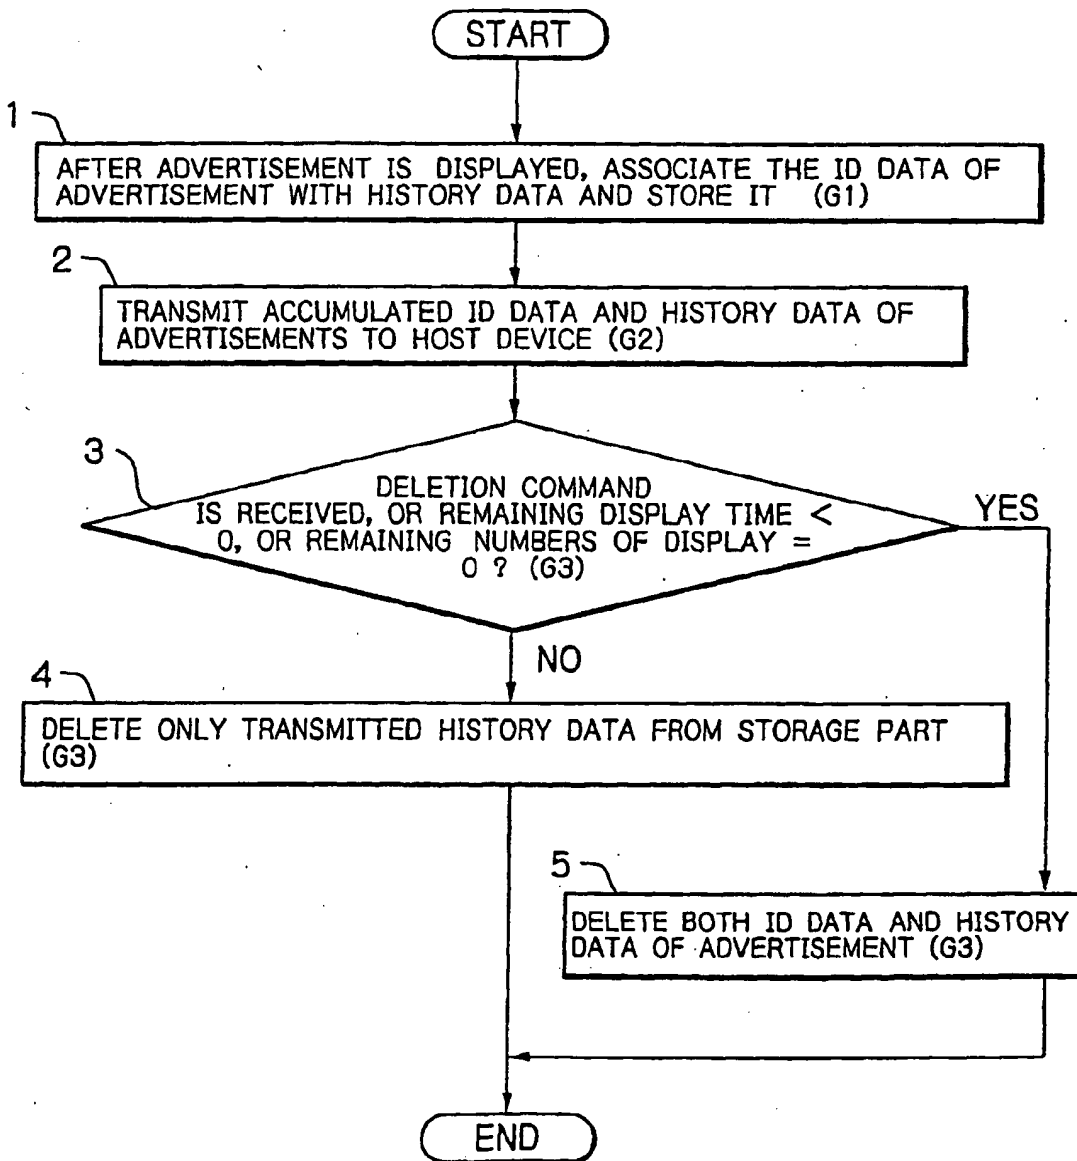 START
1
AFTER ADVERTISEMENT IS DISPLAYED, ASSOCIATE THE ID DATA OF
ADVERTISEMENT WITH HISTORY DATA AND STORE IT (G1)
2
TRANSMIT ACCUMULATED ID DATA AND HISTORY DATA OF
ADVERTISEMENTS TO HOST DEVICE (G2)
3
DELETION COMMAND
IS RECEIVED, OR REMAINING DISPLAY TIME <
0, OR REMAINING NUMBERS OF DISPLAY =
0 ? (G3)
YES
NO
4
DELETE ONLY TRANSMITTED HISTORY DATA FROM STORAGE PART
(G3)
5
DELETE BOTH ID DATA AND HISTORY
DATA OF ADVERTISEMENT (G3)
END